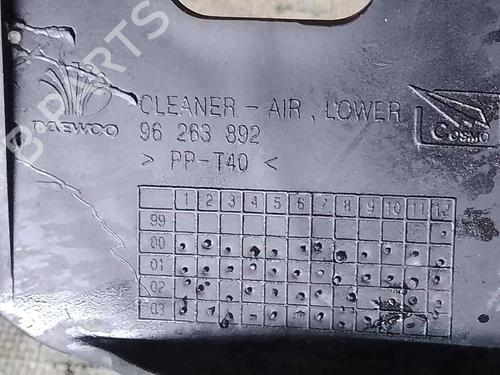 B-PARTS
DAEWOO
CLEANER - AIR, LOWER
96 263 892
> PP-T40 <
COSMO
1 2 3 4 5 6 7 8 9 10 11 12
99
00
01
02
03